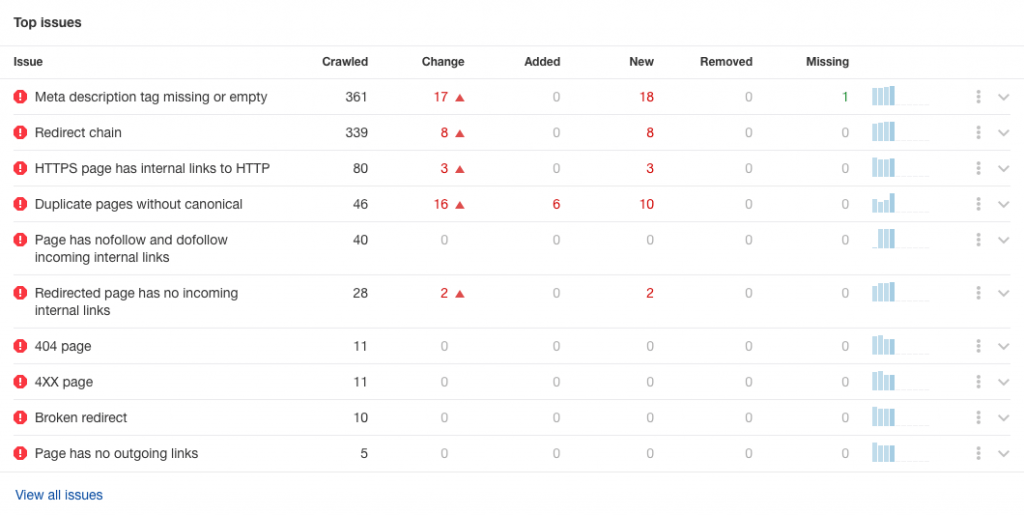 Top issues
Issue Crawled Change Added New Removed Missing
Meta description tag missing or empty 361 17 ▲ 0 18 0 1
Redirect chain 339 8 ▲ 0 8 0 0
HTTPS page has internal links to HTTP 80 3 ▲ 0 3 0 0
Duplicate pages without canonical 46 16 ▲ 6 10 0 0
Page has nofollow and dofollow 40 0 0 0 0 0
incoming internal links
Redirected page has no incoming 28 2 ▲ 0 2 0 0
internal links
404 page 11 0 0 0 0 0
4XX page 11 0 0 0 0 0
Broken redirect 10 0 0 0 0 0
Page has no outgoing links 5 0 0 0 0 0
View all issues